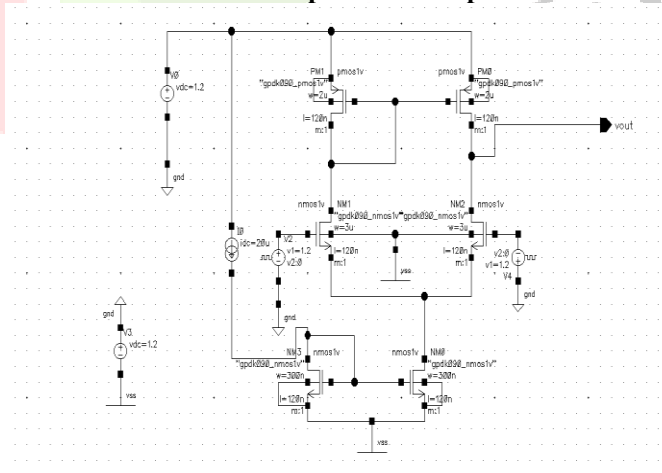 pmos1v PM1
"gpdk090_pmos1v"
w=2u
l=120n
m:1
pmos1v PM0
"gpdk090_pmos1v"
w=2u
l=120n
m:1
V0
vdc=1.2
gnd
vout
nmos1v NM1
"gpdk090_nmos1v"
w=3u
l=120n
m:1
NM2 nmos1v
"gpdk090_nmos1v"
w=3u
l=120n
m:1
I0
idc=20u
V2
v1=1.2
v2:0
gnd
vss
v2:0
v1=1.2
V4
gnd
gnd
V3
vdc=1.2
vss
NM3 nmos1v
"gpdk090_nmos1v"
w=300n
l=120n
m:1
nmos1v NM0
"gpdk090_nmos1v"
w=300n
l=120n
m:1
vss